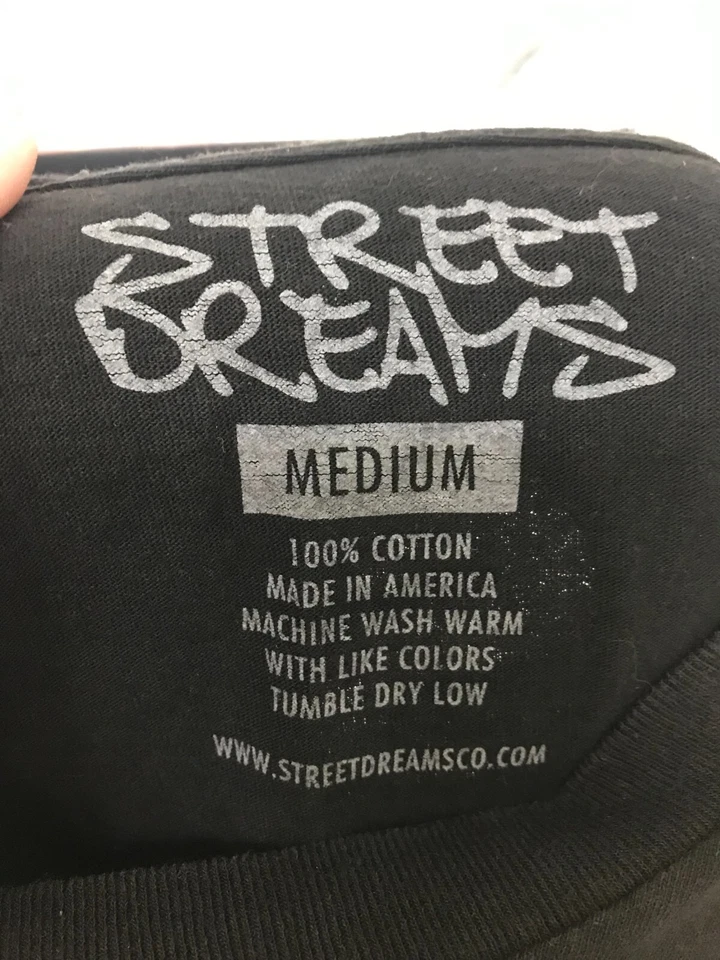 STREET
DREAMS
MEDIUM
100% COTTON
MADE IN AMERICA
MACHINE WASH WARM
WITH LIKE COLORS
TUMBLE DRY LOW
WWW.STREETDREAMSCO.COM